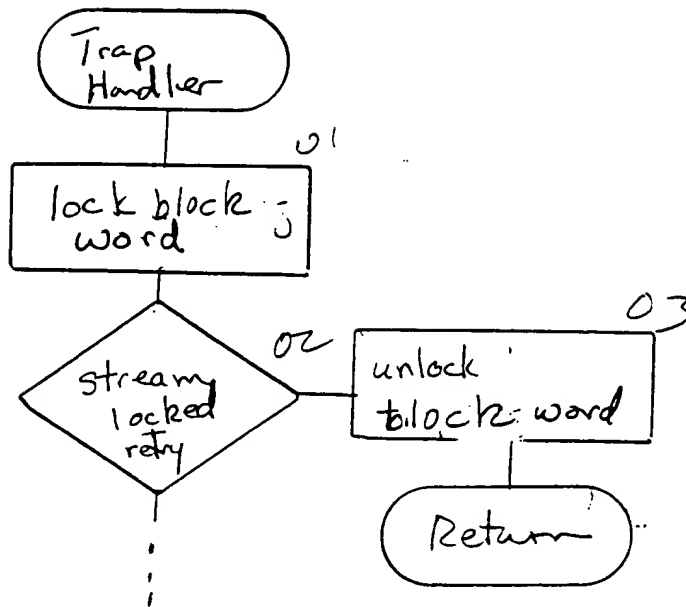 Trap
Handler
01
lock block
word
02
stream
locked
retry
03
unlock
block-word
Return